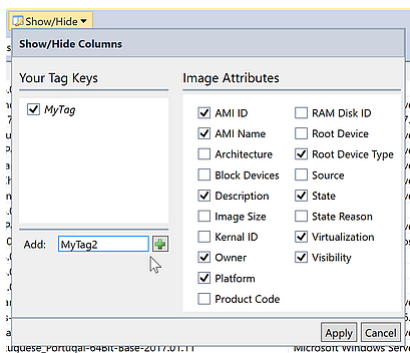 Show/Hide
Show/Hide Columns
Your Tag Keys
MyTag
Add: MyTag2
Image Attributes
AMI ID
AMI Name
Architecture
Block Devices
Description
Image Size
Kernal ID
Owner
Platform
Product Code
RAM Disk ID
Root Device
Root Device Type
Source
State
State Reason
Virtualization
Visibility
Apply Cancel
uguese_Portugal-64Bit-Base-2017.01.11 Microsoft Windows Serve